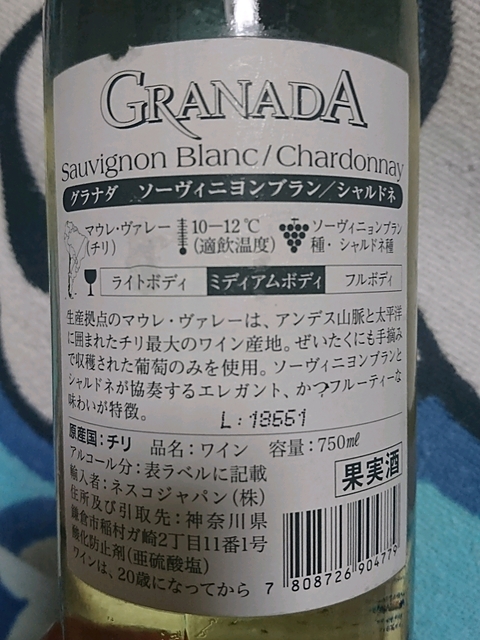 GRANADA
Sauvignon Blanc/Chardonnay
グラナダ ソーヴィニヨンブラン/シャルドネ
マウレ・ヴァレー
(チリ)
10−12℃
(適飲温度)
ソーヴィニョンブラン
種・シャルドネ種
ライトボディ ミディアムボディ フルボディ
生産拠点のマウレ・ヴァレーは、アンデス山脈と太平洋
に囲まれたチリ最大のワイン産地。ぜいたくにも手摘み
で収穫された葡萄のみを使用。ソーヴィニヨンブランと
シャルドネが協奏するエレガント、かつフルーティーな
味わいが特徴。
L:18661
原産国:チリ 品名:ワイン 容量:750ml
アルコール分:表ラベルに記載
輸入者:ネスコジャパン(株)
住所及び引取先:神奈川県
鎌倉市稲村ガ崎2丁目11番1号
酸化防止剤(亜硫酸塩)
ワインは、20歳になってから
果実酒
7 808726 904779